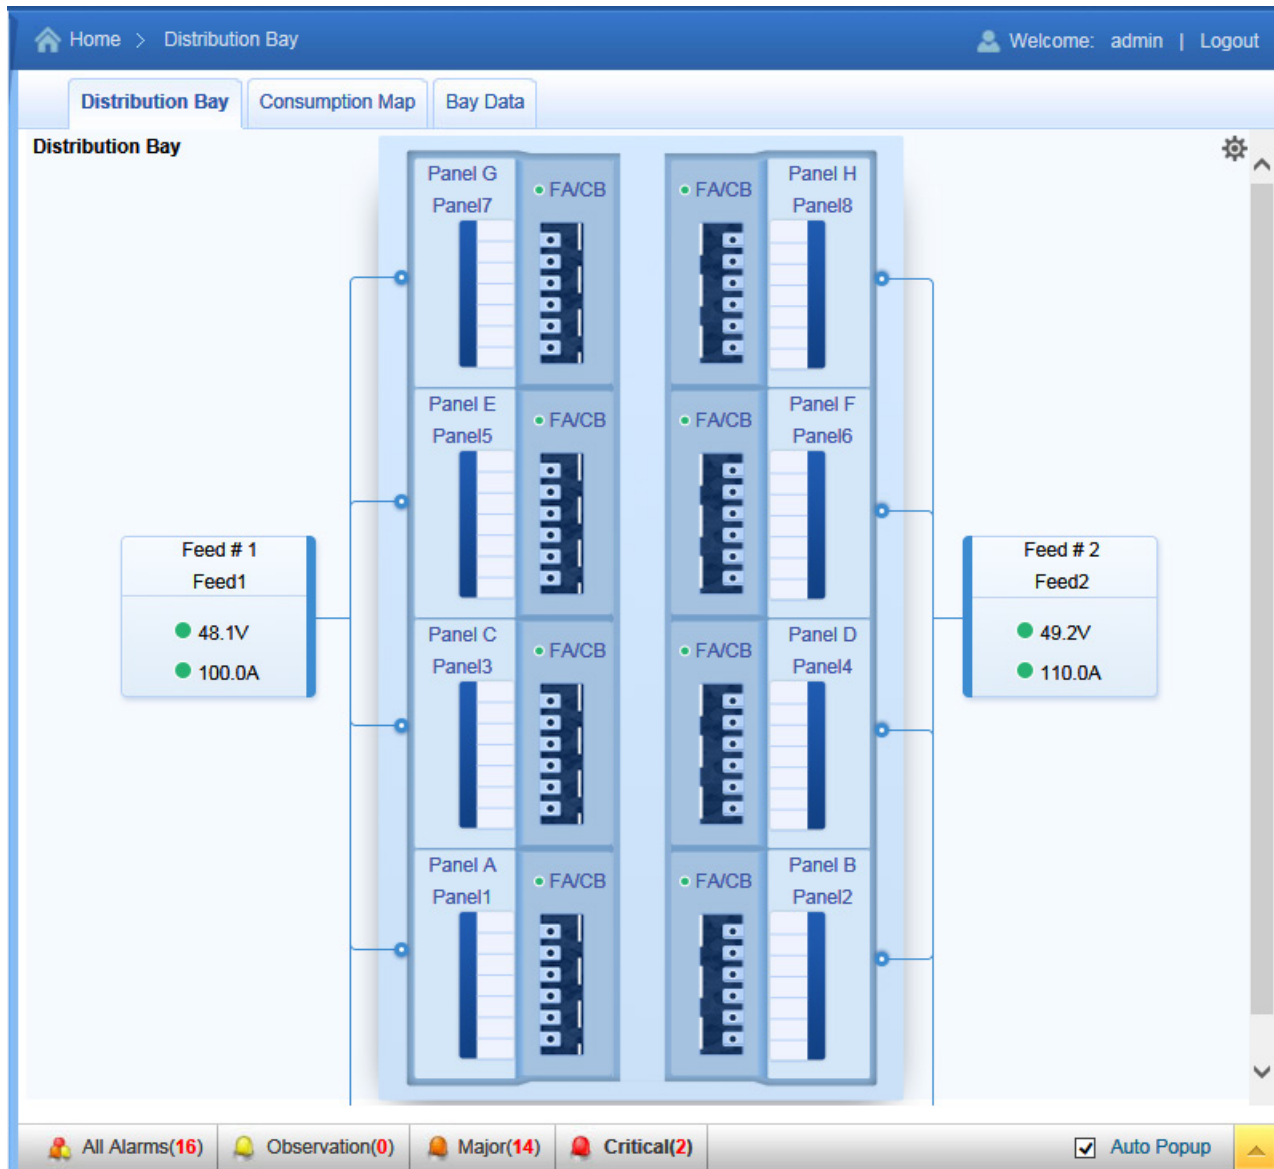 Home > Distribution Bay
Welcome: admin | Logout
Distribution Bay
Consumption Map
Bay Data
Distribution Bay
Panel G
Panel7
FA/CB
FA/CB
Panel H
Panel8
Panel E
Panel5
FA/CB
FA/CB
Panel F
Panel6
Feed # 1
Feed1
48.1V
100.0A
Feed # 2
Feed2
49.2V
110.0A
Panel C
Panel3
FA/CB
FA/CB
Panel D
Panel4
Panel A
Panel1
FA/CB
FA/CB
Panel B
Panel2
All Alarms(16)
Observation(0)
Major(14)
Critical(2)
Auto Popup